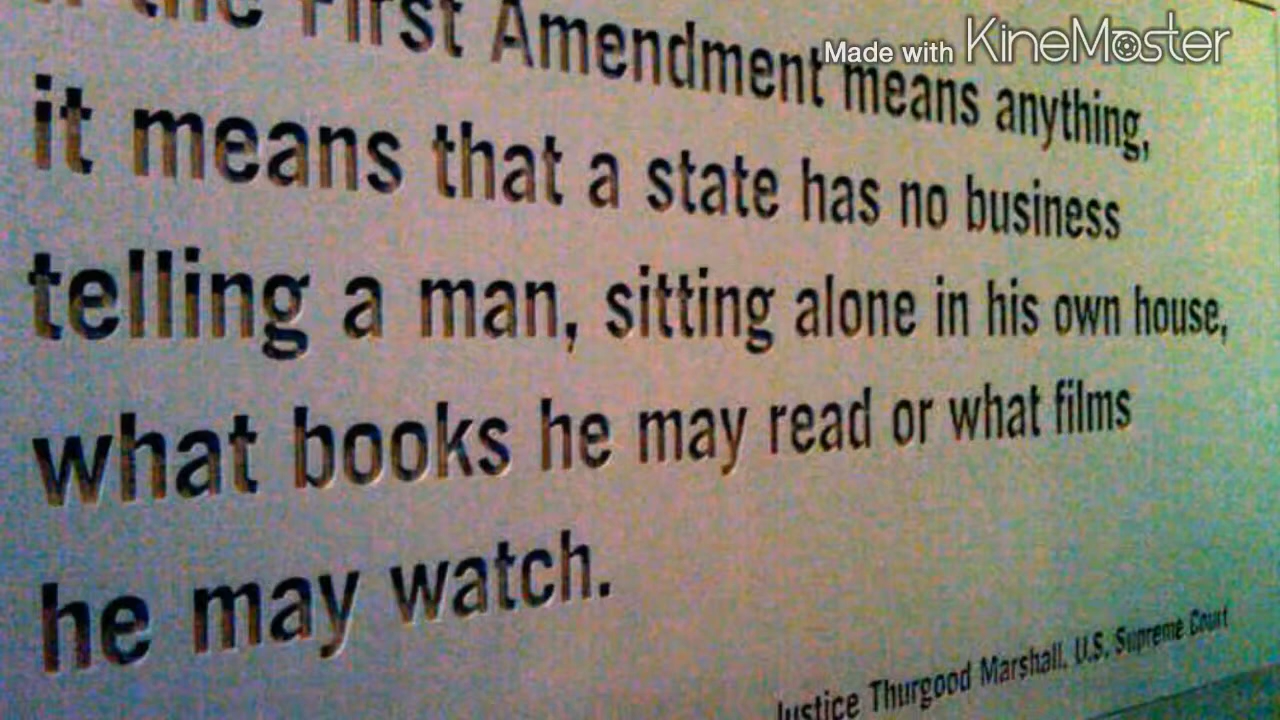 the First Amendment means anything,
it means that a state has no business
telling a man, sitting alone in his own house,
what books he may read or what films
he may watch.
Justice Thurgood Marshall, U.S. Supreme Court
Made with KineMaster